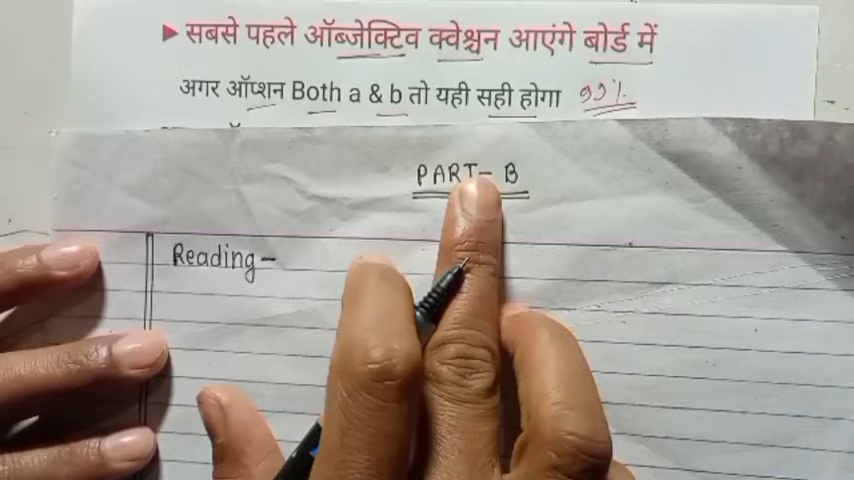 ▶ सबसे पहले ऑब्जेक्टिव क्वेश्चन आएंगे बोर्ड में
अगर ऑप्शन Both a & b तो यही सही होगा 99%
PART- B
Reading-